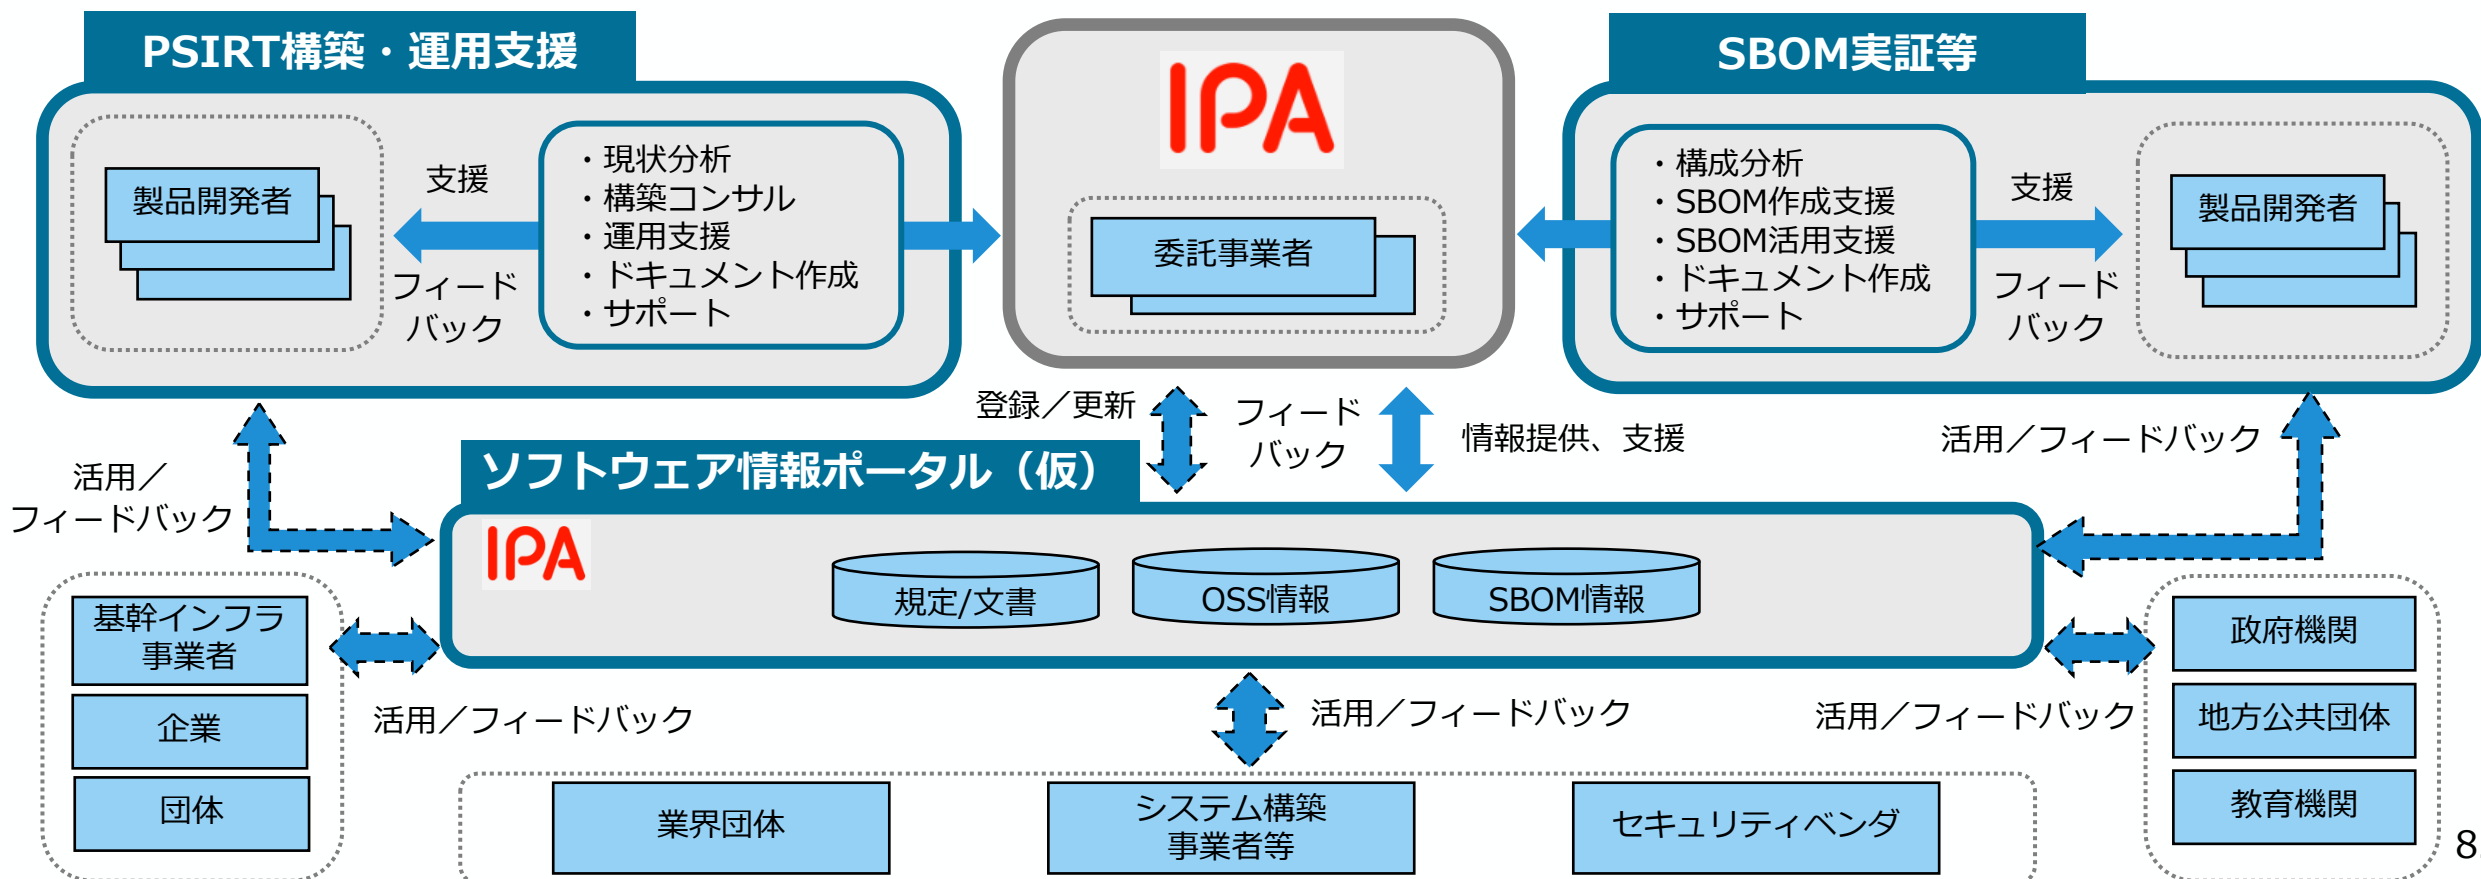 PSIRT構築・運用支援
製品開発者
支援
フィード
バック
・現状分析
・構築コンサル
・運用支援
・ドキュメント作成
・サポート
IPA
委託事業者
SBOM実証等
・構成分析
・SBOM作成支援
・SBOM活用支援
・ドキュメント作成
・サポート
支援
フィード
バック
製品開発者
登録／更新
フィード
バック
情報提供、支援
活用／フィードバック
活用／
フィードバック
ソフトウェア情報ポータル（仮）
IPA
規定/文書
OSS情報
SBOM情報
基幹インフラ
事業者
企業
団体
活用／フィードバック
活用／フィードバック
活用／フィードバック
政府機関
地方公共団体
教育機関
業界団体
システム構築
事業者等
セキュリティベンダ
8